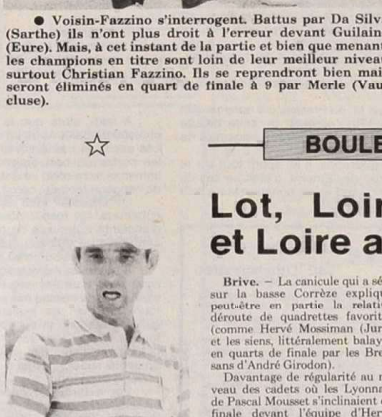 ● Voisin-Fazzino s'interrogent. Battus par Da Silv
(Sarthe) ils n'ont plus droit à l'erreur devant Guilain
(Eure). Mais, à cet instant de la partie et bien que menan
les champions en titre sont loin de leur meilleur niveau
surtout Christian Fazzino. Ils se reprendront bien mai
seront éliminés en quart de finale à 9 par Merle (Vau
cluse).
BOULE
Lot, Loir
et Loire a
Brive. – La canicule qui a sé
sur la basse Corrèze expliqu
peut-être en partie la relati
déroute de quadrettes favorit
(comme Hervé Mossiman (Jur
et les siens, littéralement balay
en quarts de finale par les Bre
sans d'André Girodon).
Davantage de régularité au n
veau des cadets où les Lyonna
de Pascal Mousset s'inclinaient
finale devant l'équipe d'Her